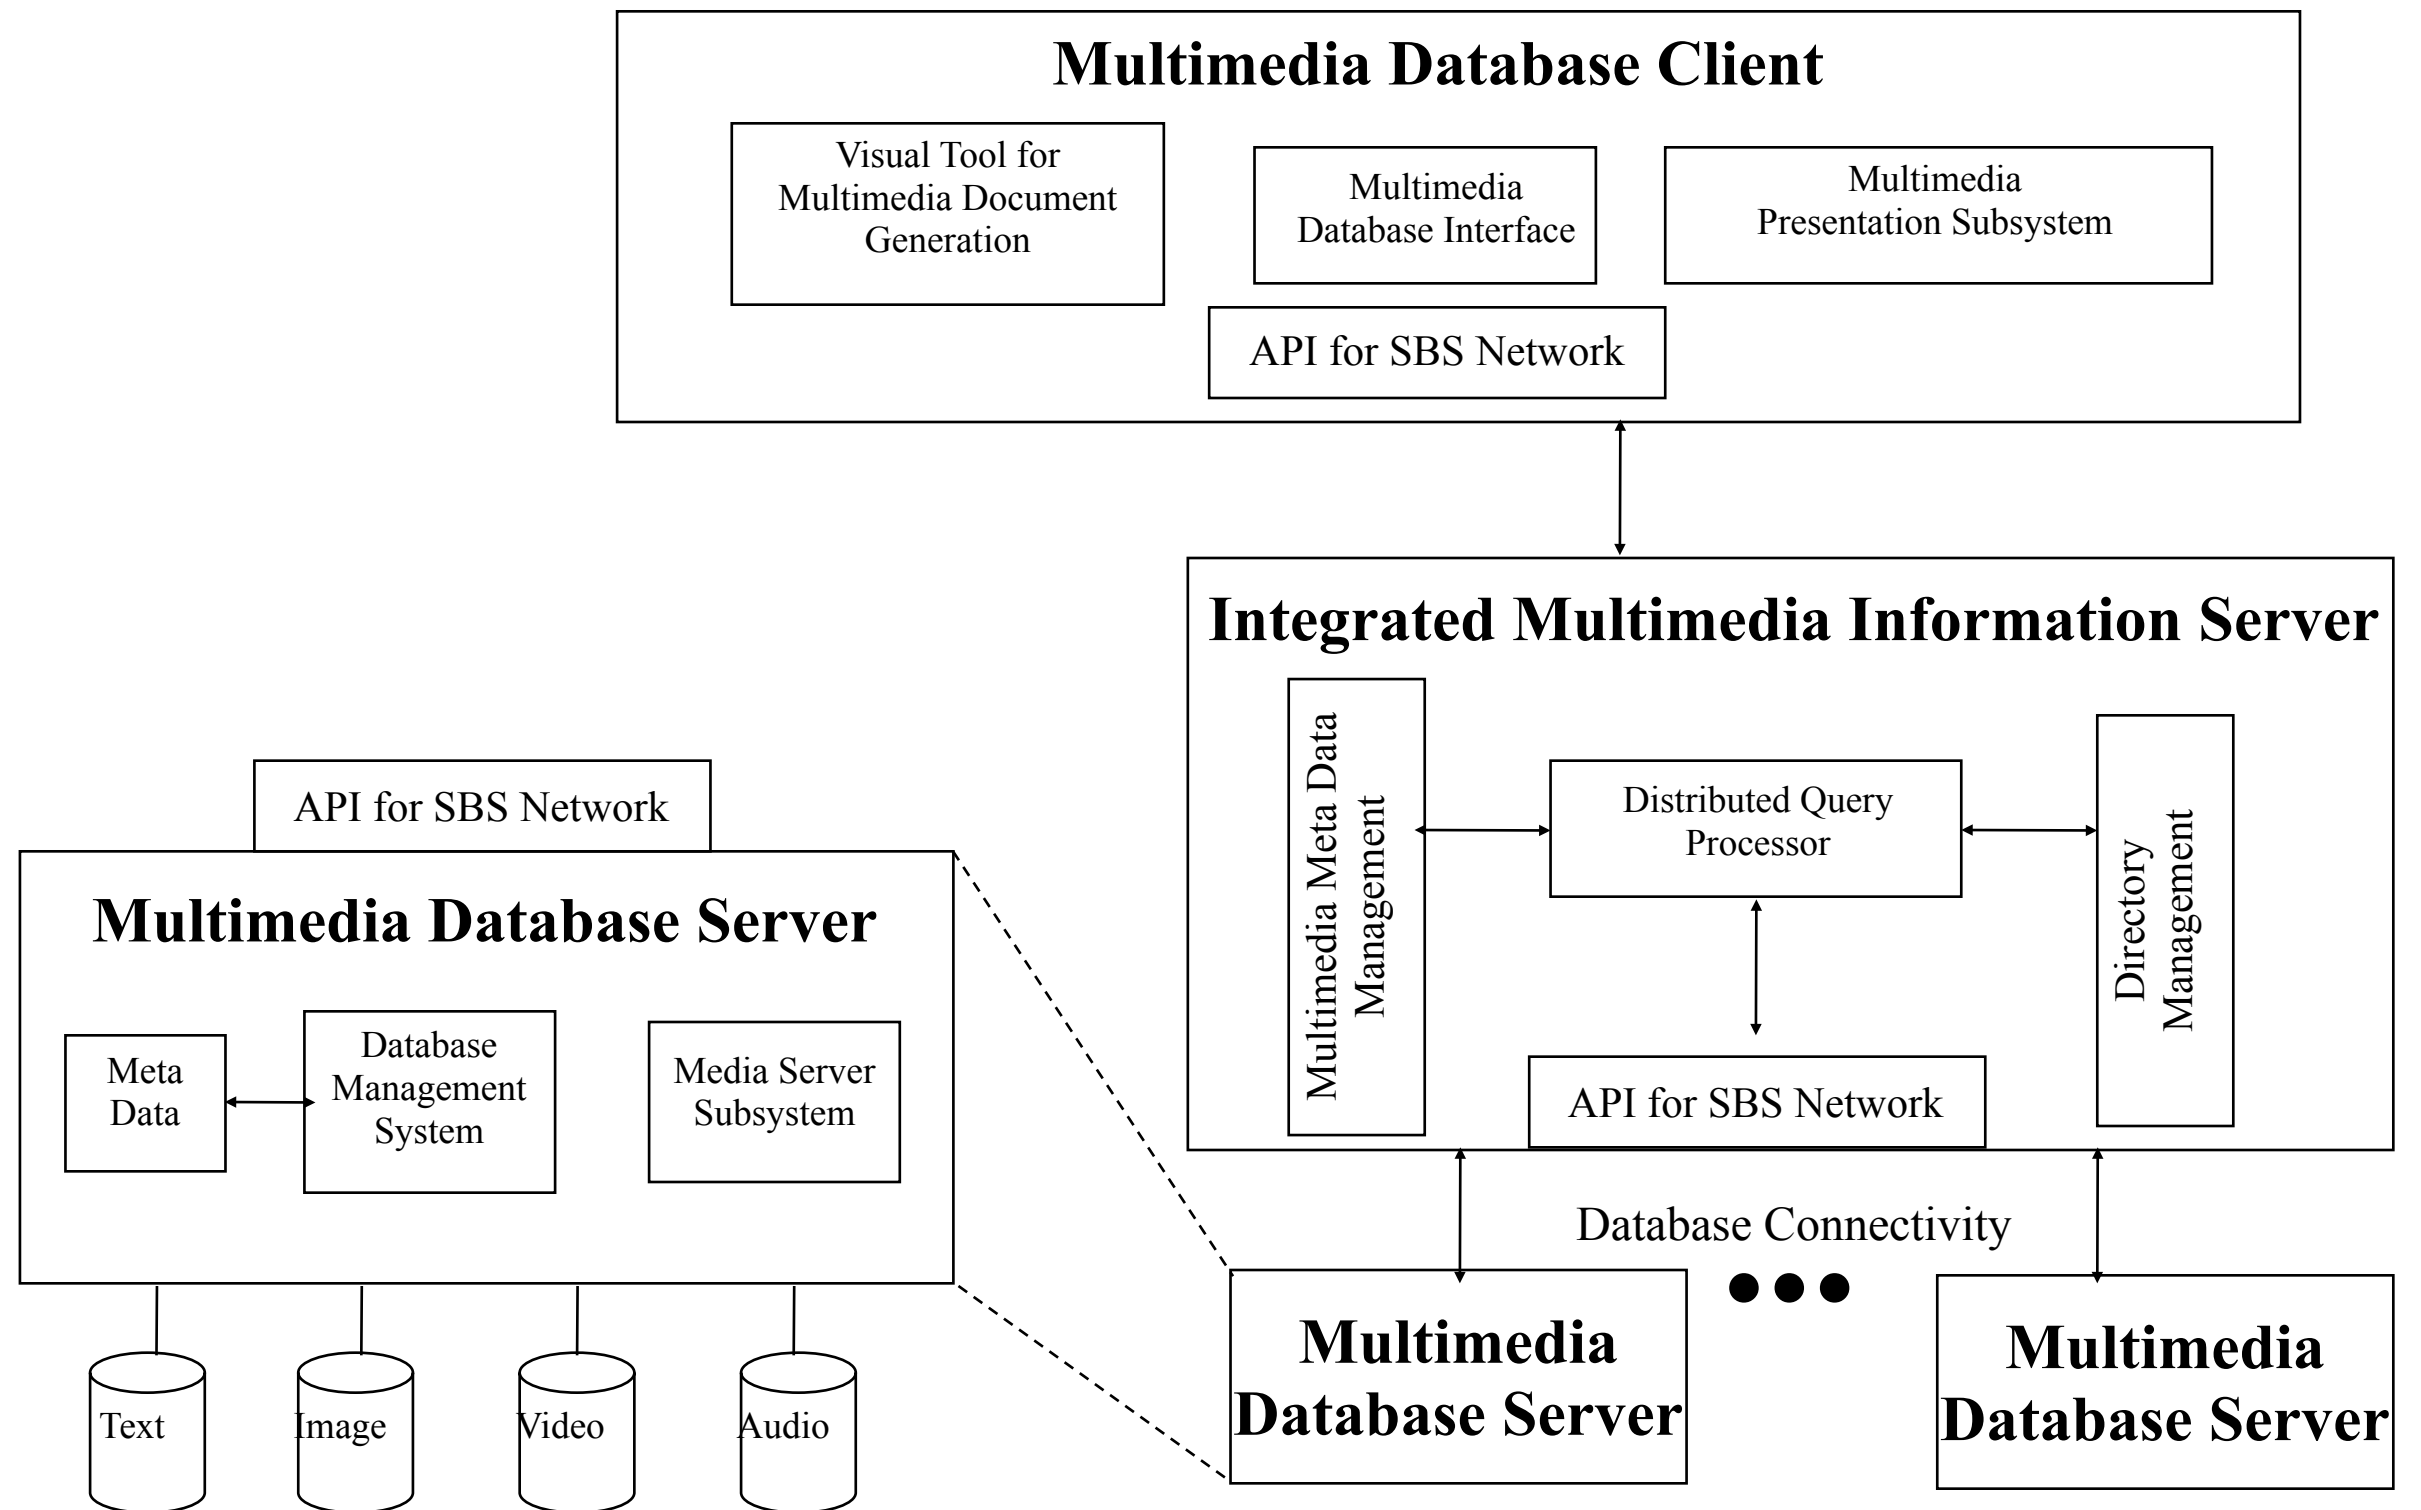 Multimedia Database Client
Visual Tool for
Multimedia Document
Generation
Multimedia
Database Interface
Multimedia
Presentation Subsystem
API for SBS Network
Integrated Multimedia Information Server
Multimedia Meta Data
Management
Distributed Query
Processor
Directory
Management
API for SBS Network
API for SBS Network
Multimedia Database Server
Meta
Data
Database
Management
System
Media Server
Subsystem
Database Connectivity
Multimedia
Database Server
Multimedia
Database Server
Text
Image
Video
Audio